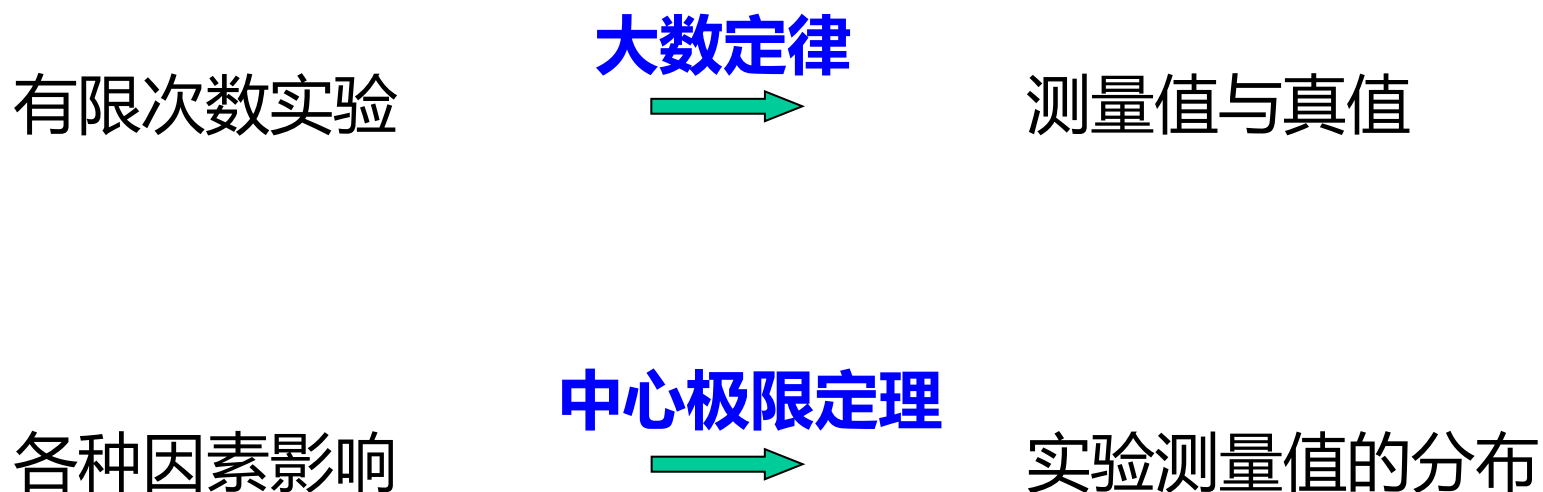 大数定律
有限次数实验
测量值与真值
中心极限定理
各种因素影响
实验测量值的分布